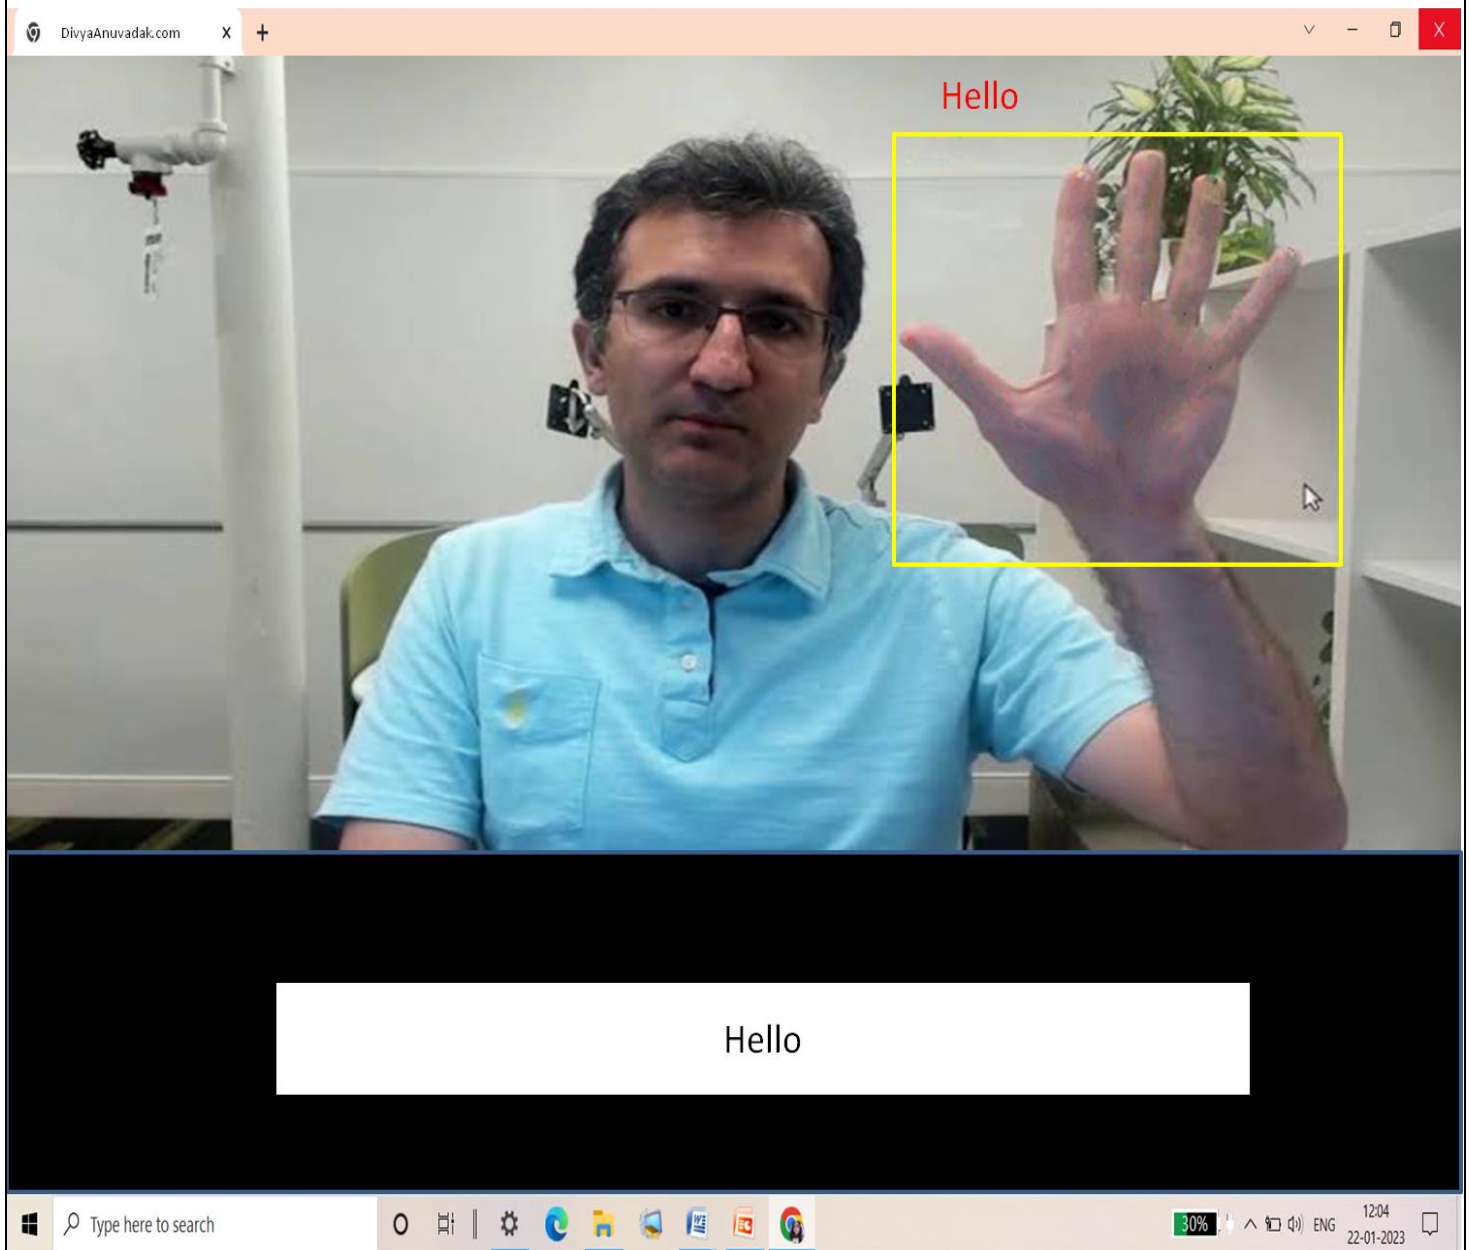 DivyaAnuvadak.com
Hello
Hello
Type here to search
30%
ENG
12:04
22-01-2023